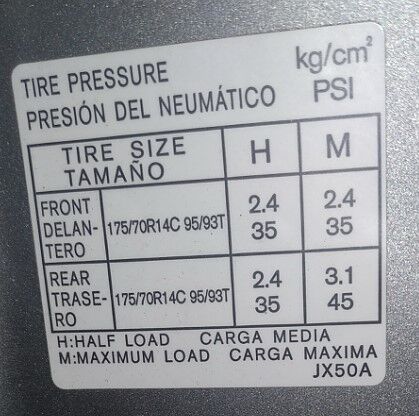 TIRE PRESSURE kg/cm²
PRESIÓN DEL NEUMÁTICO PSI
TIRE SIZE H M
TAMAÑO
FRONT 2.4 2.4
DELAN- 175/70R14C 95/93T 35 35
TERO
REAR 2.4 3.1
TRASE- 175/70R14C 95/93T 35 45
RO
H:HALF LOAD CARGA MEDIA
M:MAXIMUM LOAD CARGA MAXIMA
JX50A